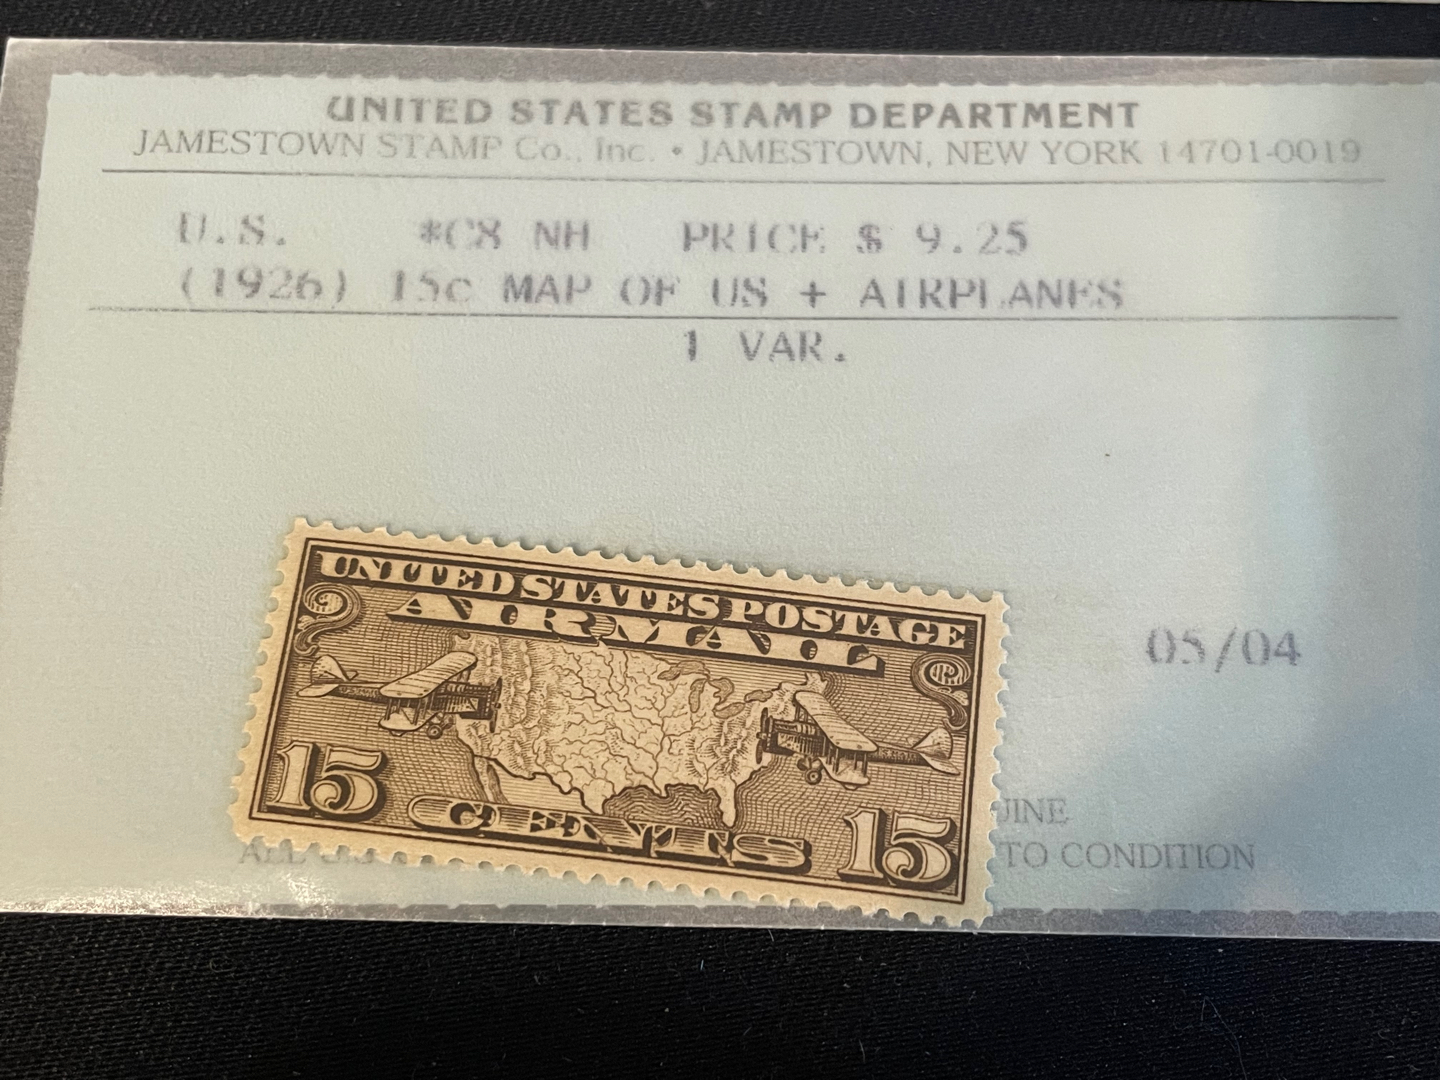 UNITED STATES STAMP DEPARTMENT
JAMESTOWN STAMP Co., Inc. • JAMESTOWN, NEW YORK 14701-0019
U.S. *C8 NH PRICE $ 9.25
(1926) 15c MAP OF US + AIRPLANES
1 VAR.
UNITED STATES POSTAGE
AIR MAIL
05/04
15 CENTS 15
UINE
ALL TO CONDITION